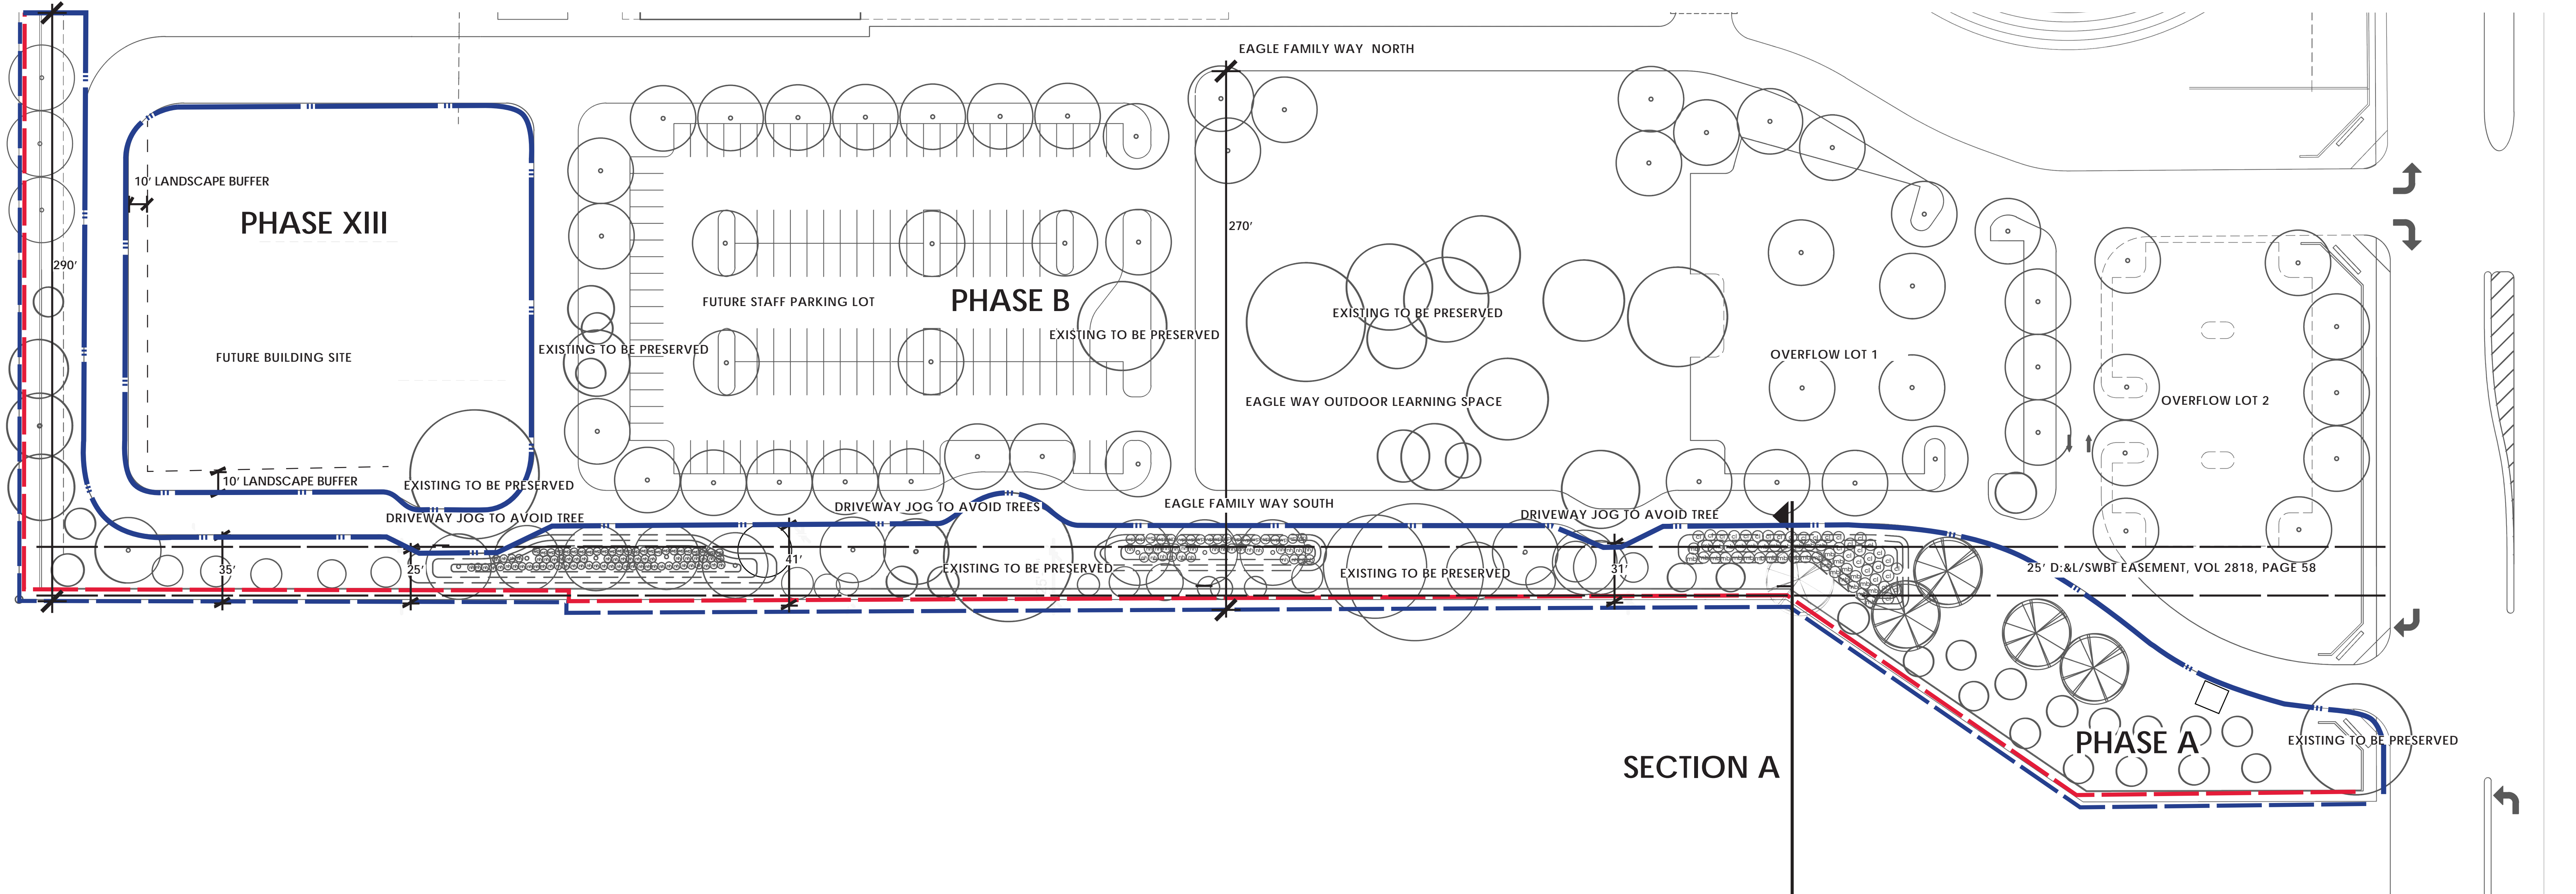 EAGLE FAMILY WAY NORTH
10' LANDSCAPE BUFFER
PHASE XIII
270'
290'
FUTURE STAFF PARKING LOT
PHASE B
EXISTING TO BE PRESERVED
EXISTING TO BE PRESERVED
EXISTING TO BE PRESERVED
FUTURE BUILDING SITE
OVERFLOW LOT 1
EAGLE WAY OUTDOOR LEARNING SPACE
OVERFLOW LOT 2
10' LANDSCAPE BUFFER
EXISTING TO BE PRESERVED
DRIVEWAY JOG TO AVOID TREE
DRIVEWAY JOG TO AVOID TREES
EAGLE FAMILY WAY SOUTH
DRIVEWAY JOG TO AVOID TREE
35'
25'
41'
EXISTING TO BE PRESERVED
EXISTING TO BE PRESERVED
31'
25' D:&L/SWBT EASEMENT, VOL 2818, PAGE 58
SECTION A
PHASE A
EXISTING TO BE PRESERVED